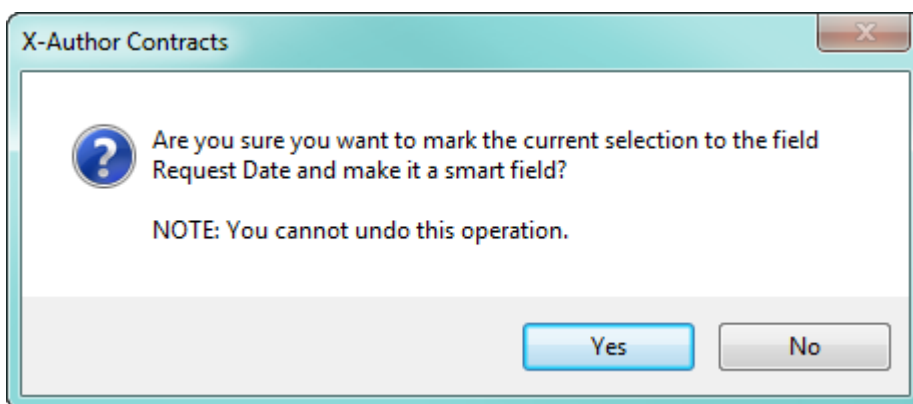 X-Author Contracts
Are you sure you want to mark the current selection to the field
Request Date and make it a smart field?
NOTE: You cannot undo this operation.
Yes
No